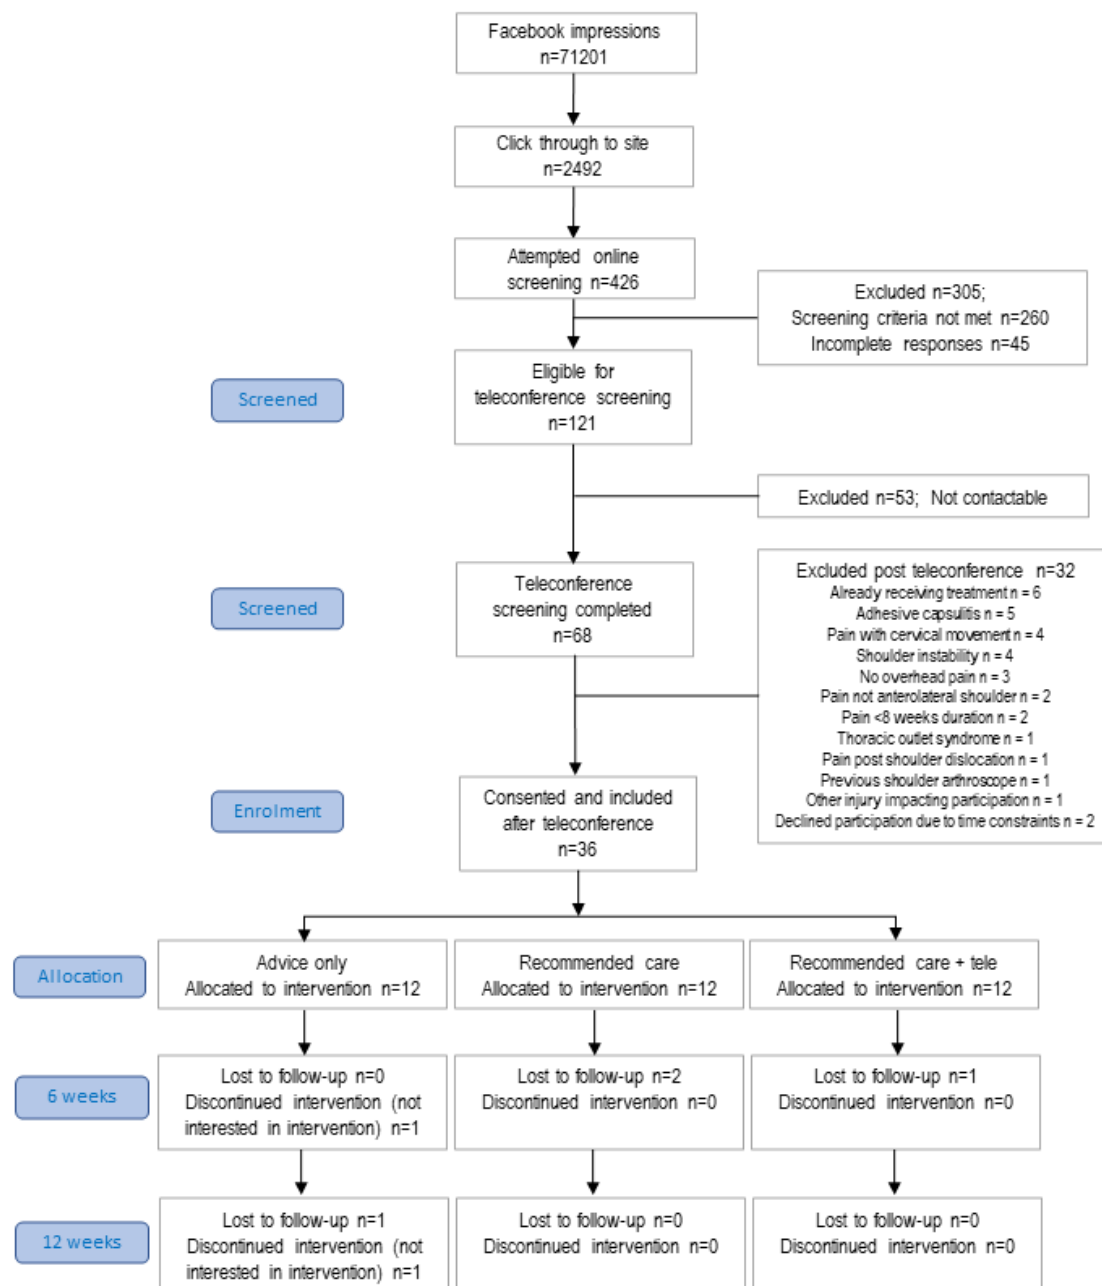 Facebook impressions
n=71201
Click through to site
n=2492
Attempted online
screening n=426
Excluded n=305;
Screening criteria not met n=260
Incomplete responses n=45
Screened
Eligible for
teleconference screening
n=121
Excluded n=53; Not contactable
Screened
Teleconference
screening completed
n=68
Excluded post teleconference n=32
Already receiving treatment n = 6
Adhesive capsulitis n = 5
Pain with cervical movement n = 4
Shoulder instability n = 4
No overhead pain n = 3
Pain not anterolateral shoulder n = 2
Pain <8 weeks duration n = 2
Thoracic outlet syndrome n = 1
Pain post shoulder dislocation n = 1
Previous shoulder arthroscope n = 1
Other injury impacting participation n = 1
Declined participation due to time constraints n = 2
Enrolment
Consented and included
after teleconference
n=36
Allocation
Advice only
Allocated to intervention n=12
Recommended care
Allocated to intervention n=12
Recommended care + tele
Allocated to intervention n=12
6 weeks
Lost to follow-up n=0
Discontinued intervention (not
interested in intervention) n=1
Lost to follow-up n=2
Discontinued intervention n=0
Lost to follow-up n=1
Discontinued intervention n=0
12 weeks
Lost to follow-up n=1
Discontinued intervention (not
interested in intervention) n=1
Lost to follow-up n=0
Discontinued intervention n=0
Lost to follow-up n=0
Discontinued intervention n=0